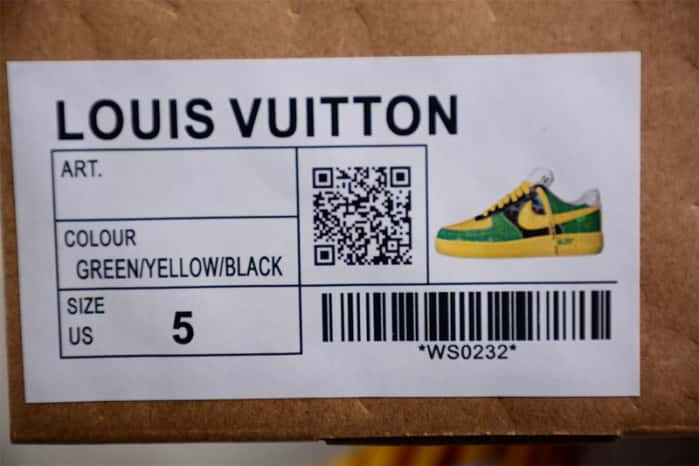 LOUIS VUITTON
ART.
COLOUR
GREEN/YELLOW/BLACK
SIZE
US 5
*WS0232*